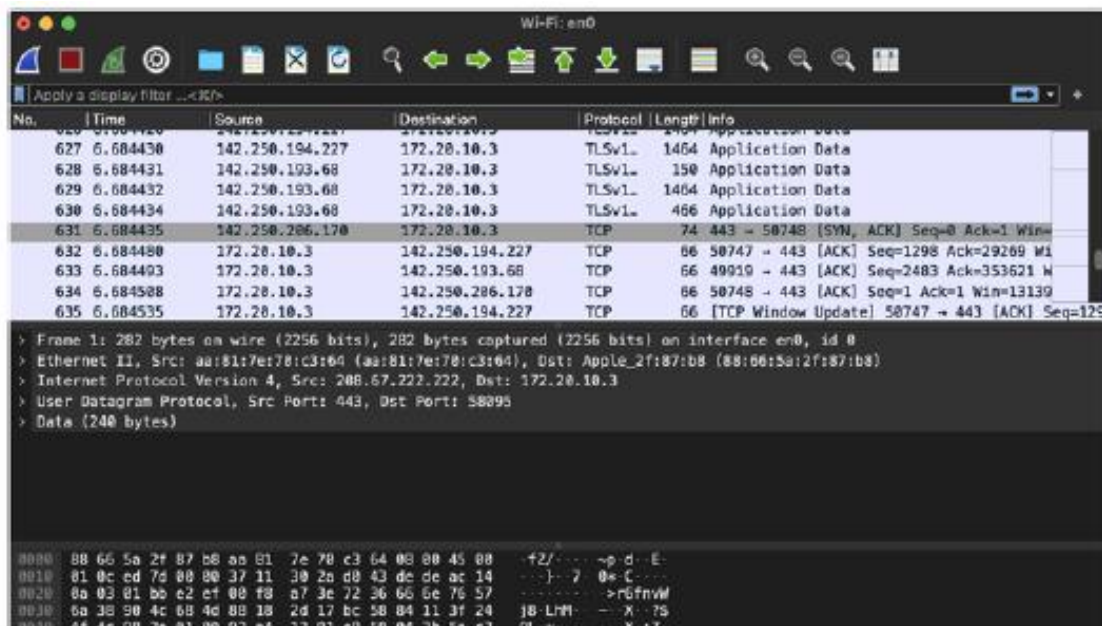 Wi-Fi: en0
Apply a display filter ... <⌘/>
No. Time Source Destination Protocol Length Info
627 6.684430 142.250.194.227 172.20.10.3 TLSv1… 1464 Application Data
628 6.684431 142.250.193.68 172.20.10.3 TLSv1… 150 Application Data
629 6.684432 142.250.193.68 172.20.10.3 TLSv1… 1464 Application Data
630 6.684434 142.250.193.68 172.20.10.3 TLSv1… 466 Application Data
631 6.684435 142.250.206.170 172.20.10.3 TCP 74 443 → 50748 [SYN, ACK] Seq=0 Ack=1 Win=
632 6.684480 172.20.10.3 142.250.194.227 TCP 66 50747 → 443 [ACK] Seq=1298 Ack=29269 Wi
633 6.684493 172.20.10.3 142.250.193.68 TCP 66 49919 → 443 [ACK] Seq=2403 Ack=353621 W
634 6.684508 172.20.10.3 142.250.206.170 TCP 66 50748 → 443 [ACK] Seq=1 Ack=1 Win=13139
635 6.684535 172.20.10.3 142.250.194.227 TCP 66 [TCP Window Update] 50747 → 443 [ACK] Seq=129
> Frame 1: 282 bytes on wire (2256 bits), 282 bytes captured (2256 bits) on interface en0, id 0
> Ethernet II, Src: aa:81:7e:70:c3:64 (aa:81:7e:70:c3:64), Dst: Apple_2f:87:b8 (88:66:5a:2f:87:b8)
> Internet Protocol Version 4, Src: 208.67.222.222, Dst: 172.20.10.3
> User Datagram Protocol, Src Port: 443, Dst Port: 58095
> Data (240 bytes)
0000 88 66 5a 2f 87 b8 aa 81 7e 70 c3 64 08 00 45 00 ·fZ/···· ~p·d··E·
0010 01 0c ed 7d 00 00 37 11 30 2a d0 43 de de ac 14 ···}··7· 0*·C····
0020 0a 03 01 bb e2 ef 00 f8 a7 3e 72 36 66 6e 76 57 ········ ·>r6fnvW
0030 6a 38 90 4c 68 4d 88 18 2d 17 bc 58 84 11 3f 24 j8·LhM·· -··X··?$